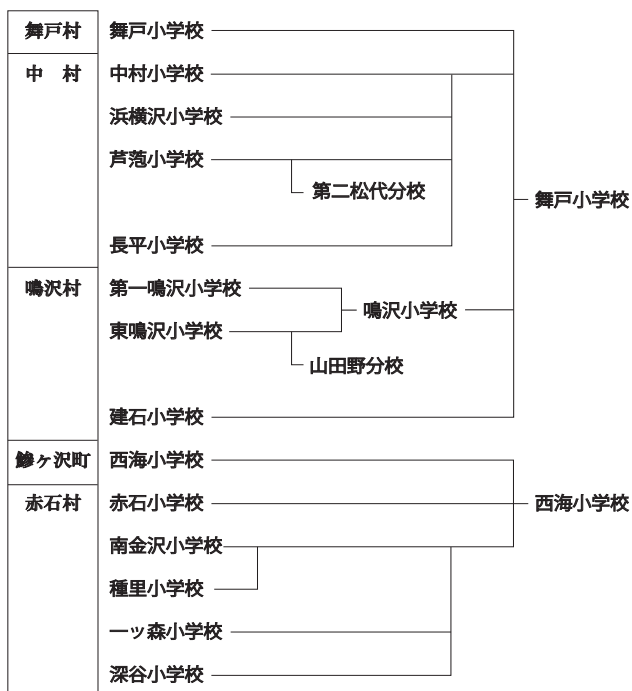 舞戸村 舞戸小学校
中　村 中村小学校
浜横沢小学校
芦萢小学校
第二松代分校
舞戸小学校
長平小学校
鳴沢村 第一鳴沢小学校
鳴沢小学校
東鳴沢小学校
山田野分校
建石小学校
鰺ヶ沢町 西海小学校
赤石村 赤石小学校 西海小学校
南金沢小学校
種里小学校
一ッ森小学校
深谷小学校